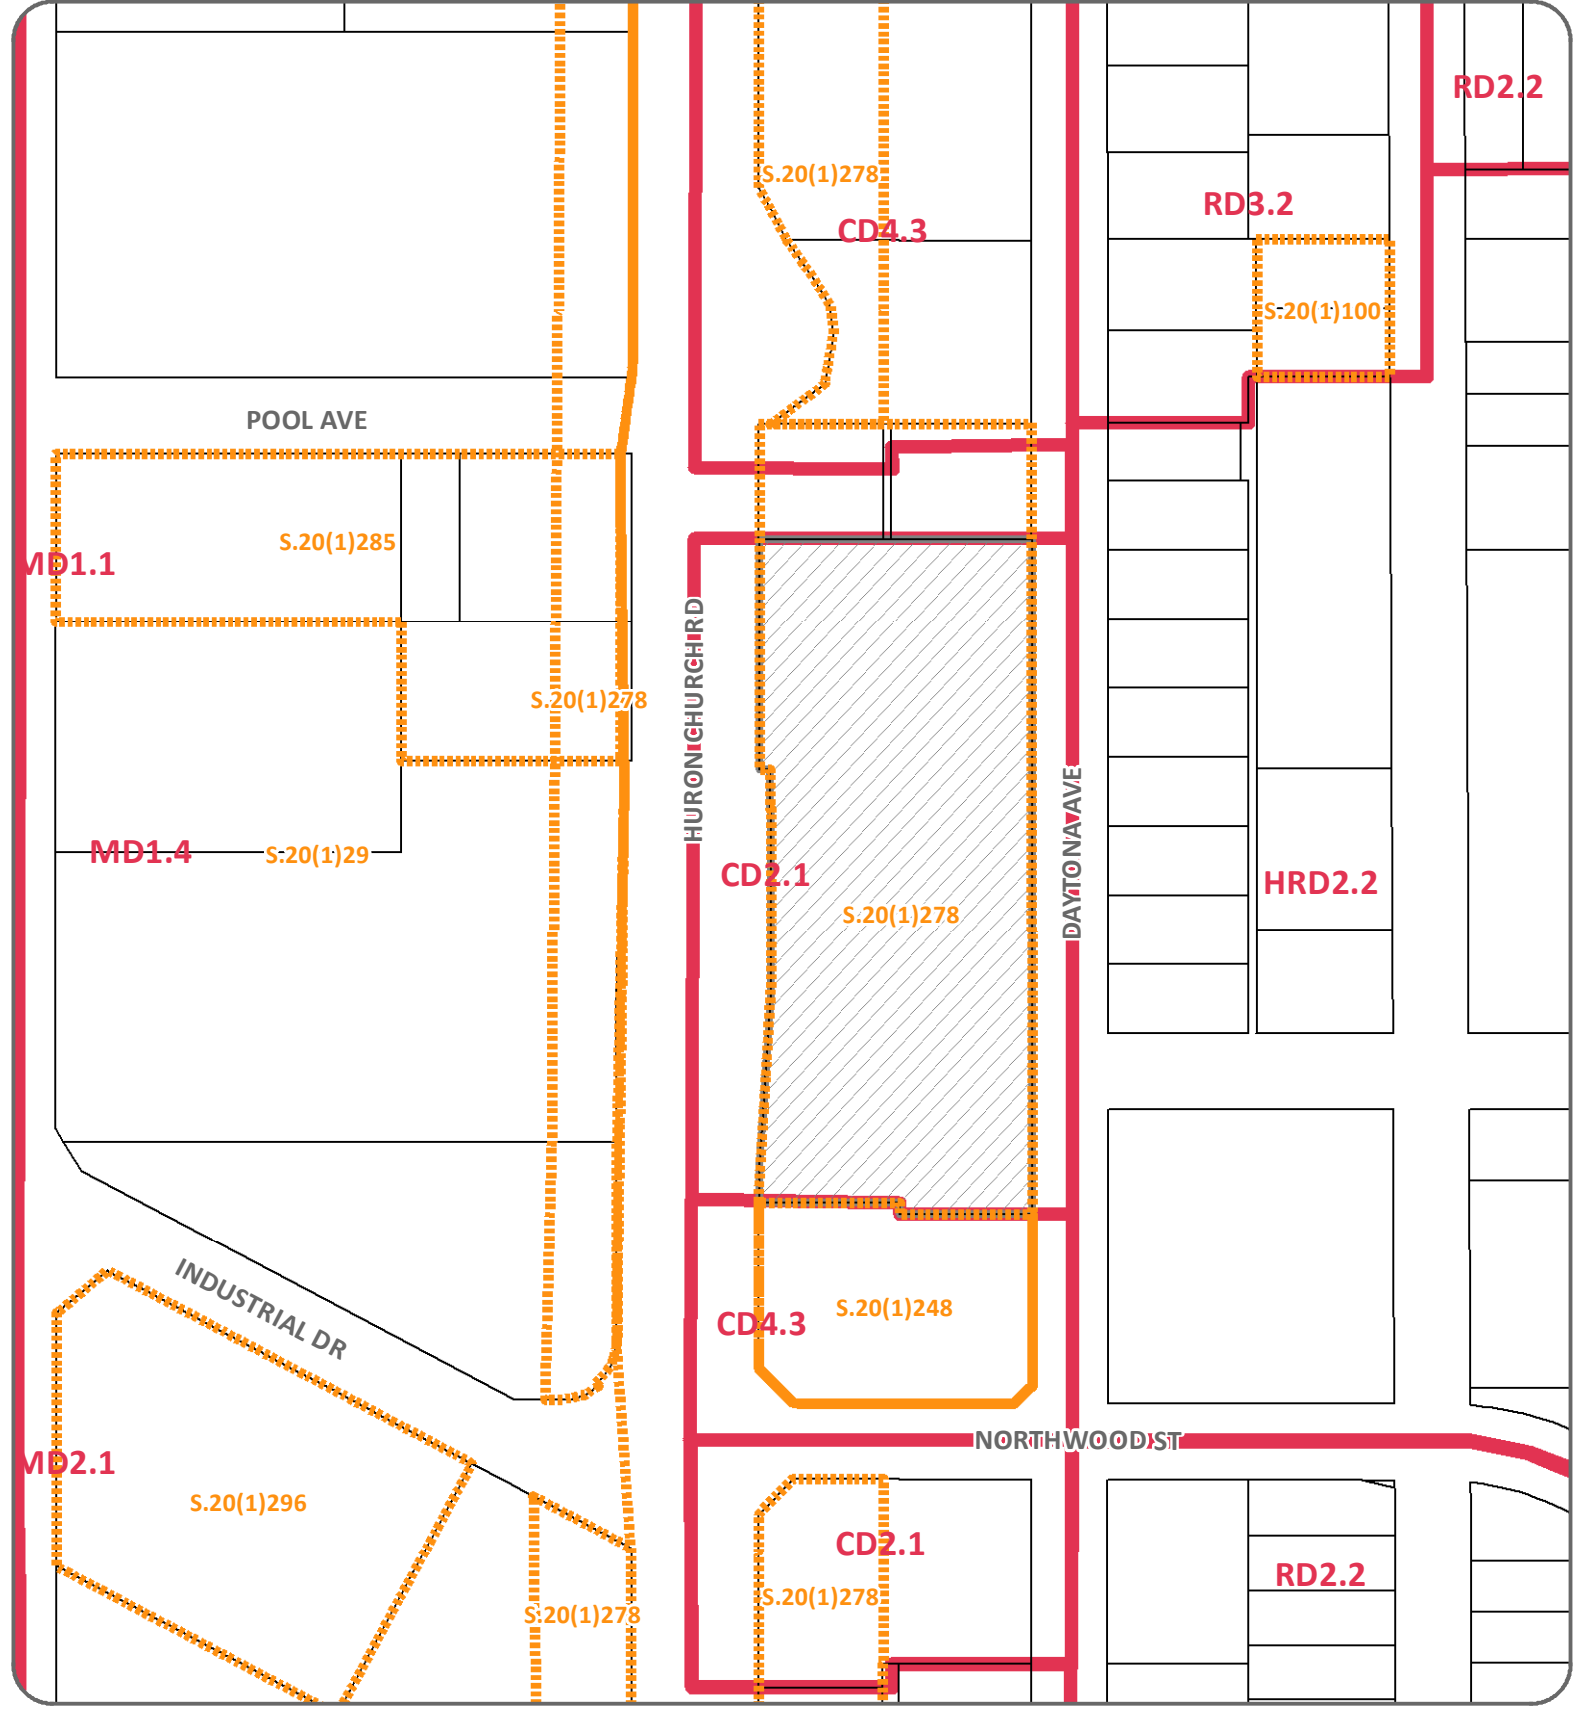 RD2.2
S.20(1)278
RD3.2
CD4.3
S.20(1)100
POOL AVE
S.20(1)285
MD1.1
S.20(1)278
HURON CHURCH RD
DAYTONA AVE
MD1.4
S.20(1)29
CD2.1
HRD2.2
S.20(1)278
INDUSTRIAL DR
S.20(1)248
CD4.3
NORTHWOOD ST
MD2.1
S.20(1)296
CD2.1
RD2.2
S.20(1)278
S.20(1)278